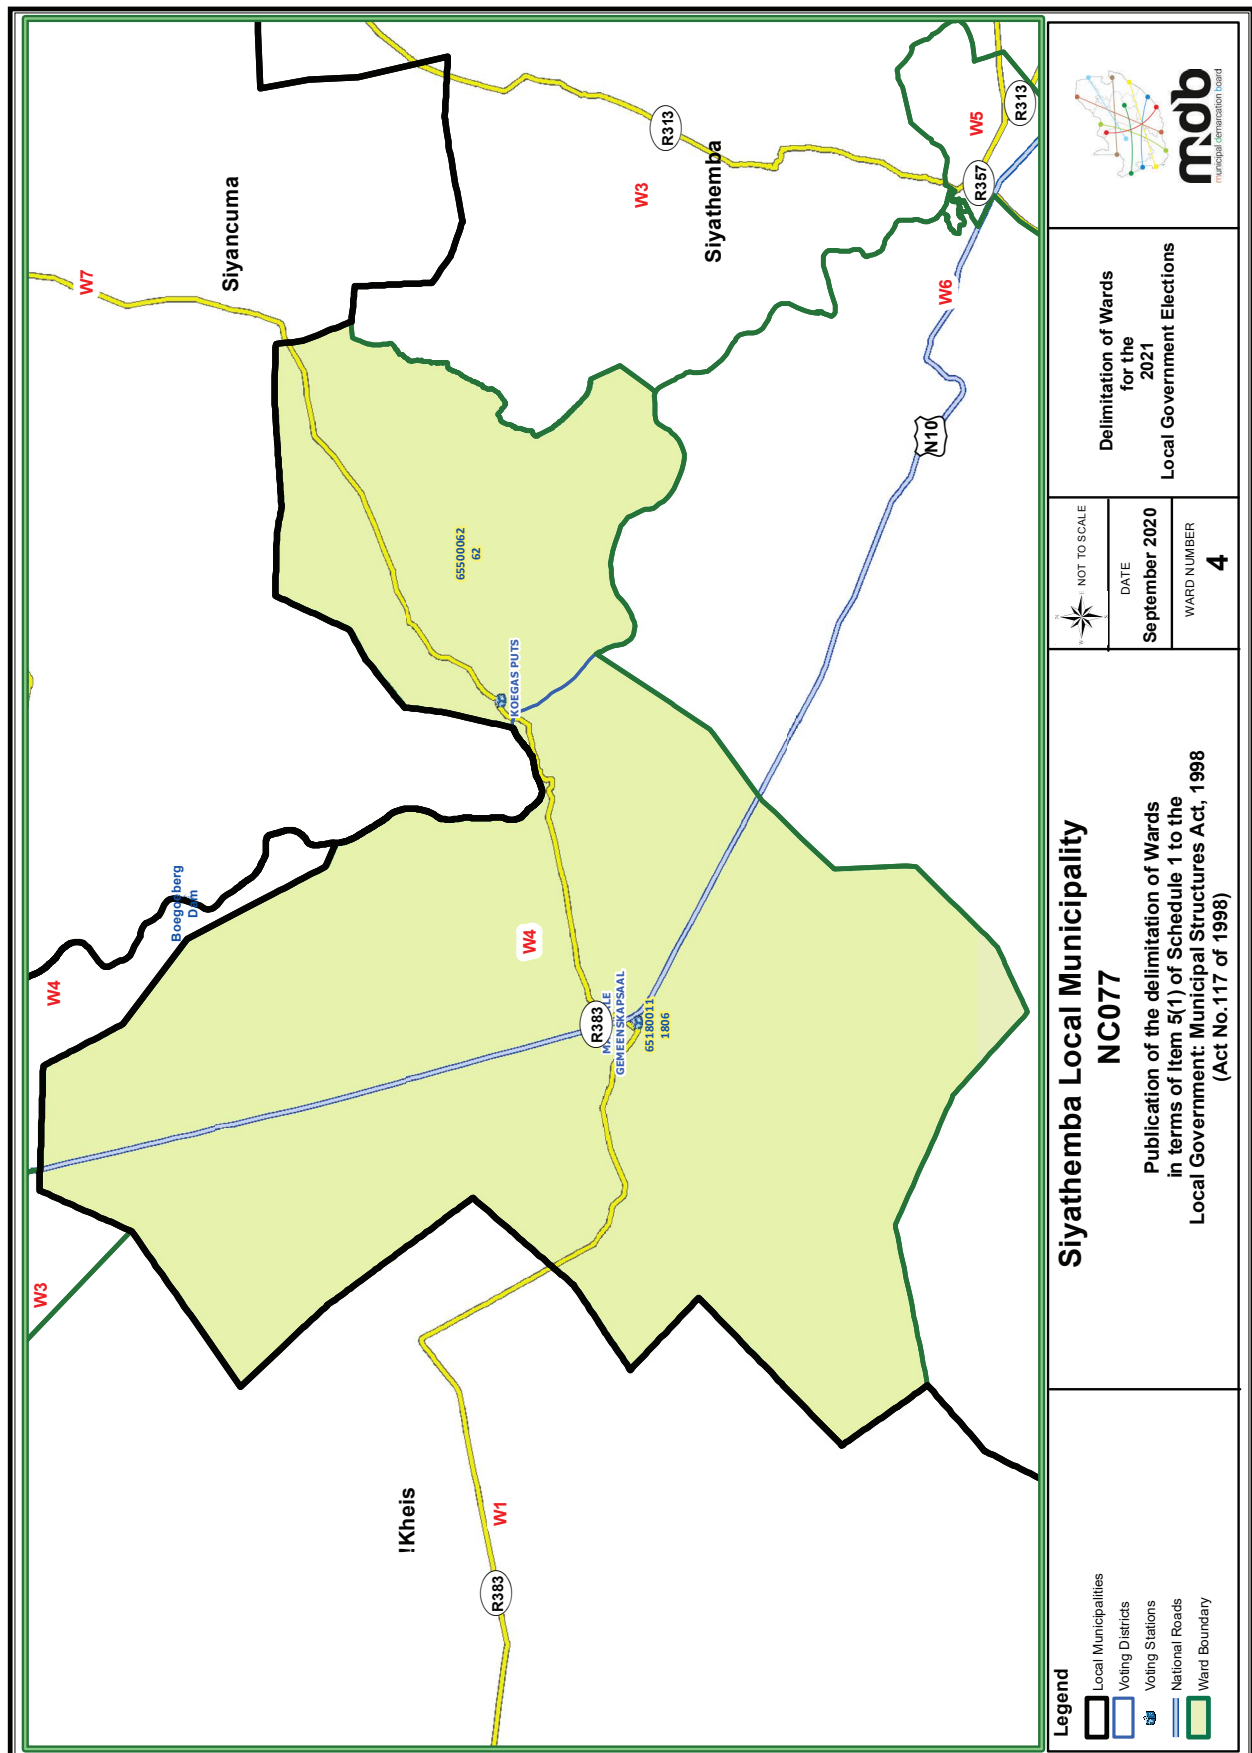 W7
Siyancuma
R313
W3
Siyathemba
W5
R313
R357
W6
N10
65500062
62
KOEGAS PUTS
Boegoeberg
Dam
W4
W4
R383
GEMEENSKAPSAAL
65180011
1806
W3
!Kheis
W1
R383
Legend
Local Municipalities
Voting Districts
Voting Stations
National Roads
Ward Boundary
Siyathemba Local Municipality
NC077
Publication of the delimitation of Wards
in terms of Item 5(1) of Schedule 1 to the
Local Government: Municipal Structures Act, 1998
(Act No.117 of 1998)
N
W
E
S
NOT TO SCALE
DATE
September 2020
WARD NUMBER
4
Delimitation of Wards
for the
2021
Local Government Elections
mdb
municipal demarcation board